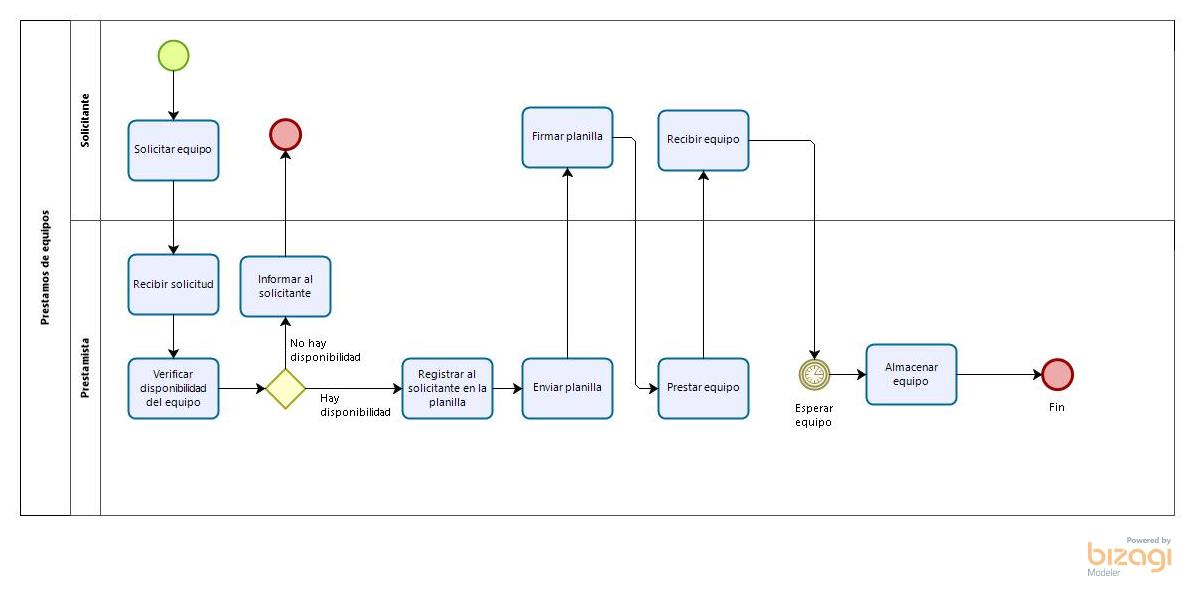 Prestamos de equipos
Solicitante
Prestamista
Solicitar equipo
Firmar planilla
Recibir equipo
Recibir solicitud
Informar al
solicitante
No hay
disponibilidad
Verificar
disponibilidad
del equipo
Hay
disponibilidad
Registrar al
solicitante en la
planilla
Enviar planilla
Prestar equipo
Esperar
equipo
Almacenar
equipo
Fin
Powered by
bizagi
Modeler